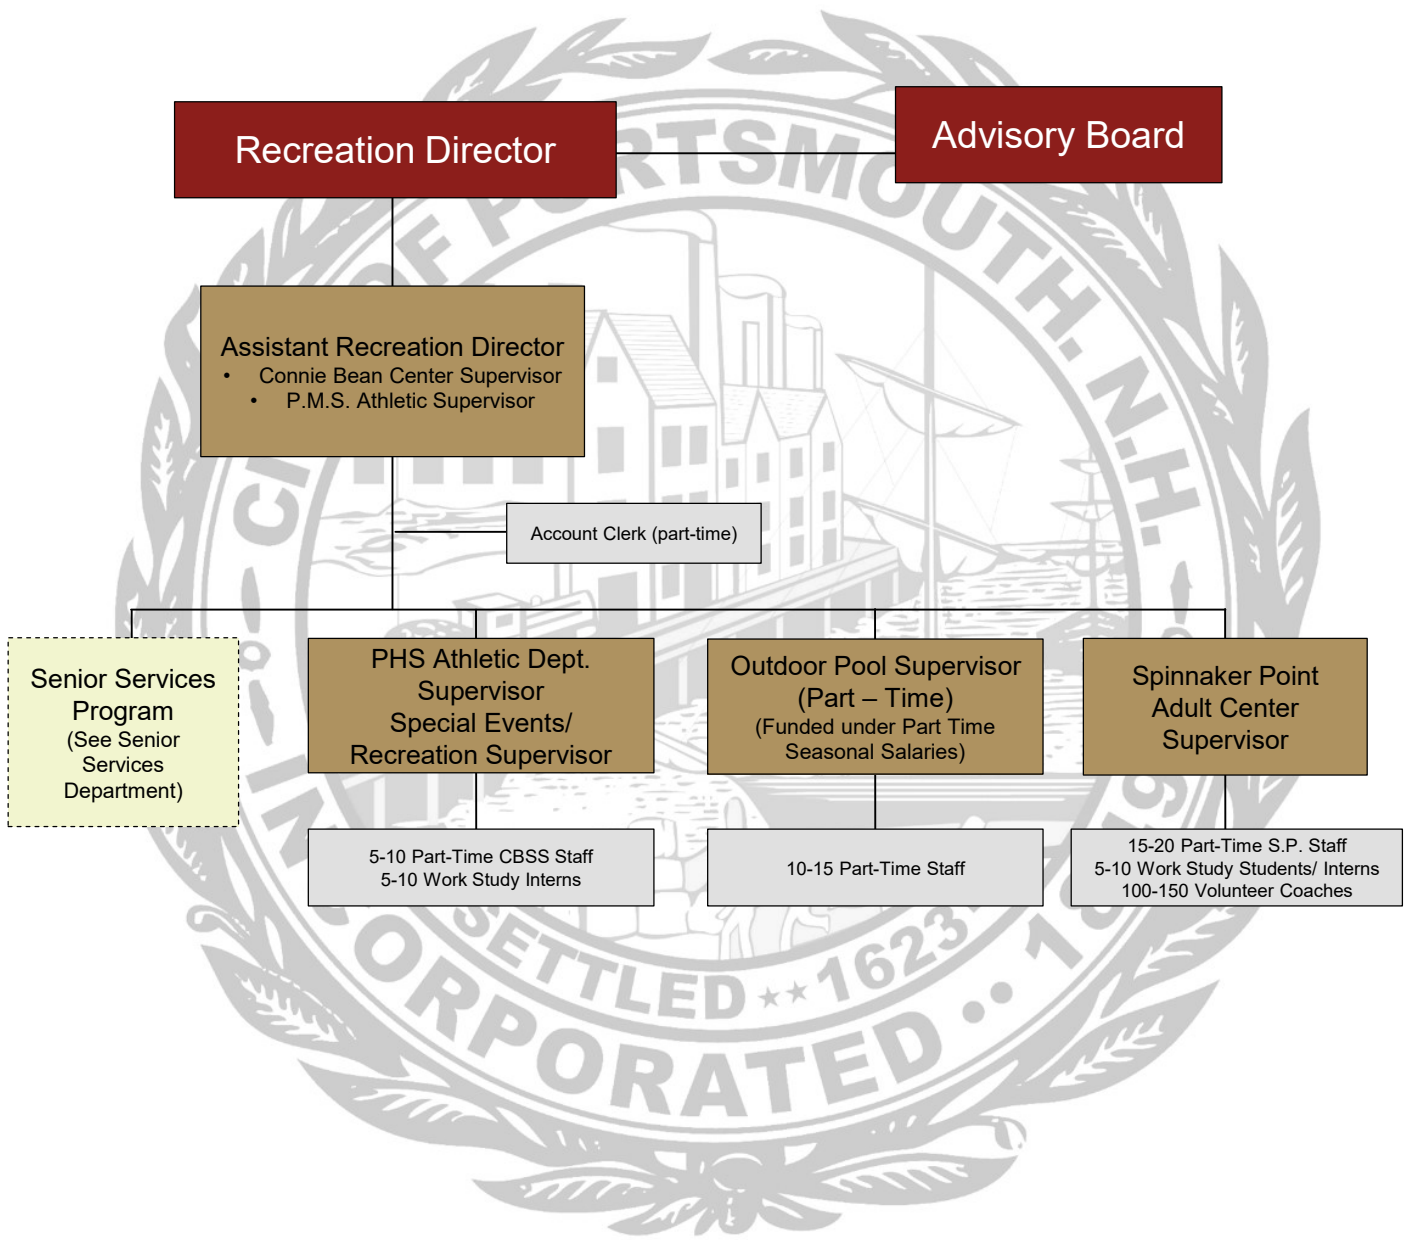 Recreation Director
Advisory Board
Assistant Recreation Director
• Connie Bean Center Supervisor
• P.M.S. Athletic Supervisor
Account Clerk (part-time)
Senior Services
Program
(See Senior
Services
Department)
PHS Athletic Dept.
Supervisor
Special Events/
Recreation Supervisor
Outdoor Pool Supervisor
(Part – Time)
(Funded under Part Time
Seasonal Salaries)
Spinnaker Point
Adult Center
Supervisor
5-10 Part-Time CBSS Staff
5-10 Work Study Interns
10-15 Part-Time Staff
15-20 Part-Time S.P. Staff
5-10 Work Study Students/ Interns
100-150 Volunteer Coaches
OF PORTSMOUTH, N.H.
SETTLED ★★ 1623
INCORPORATED ••